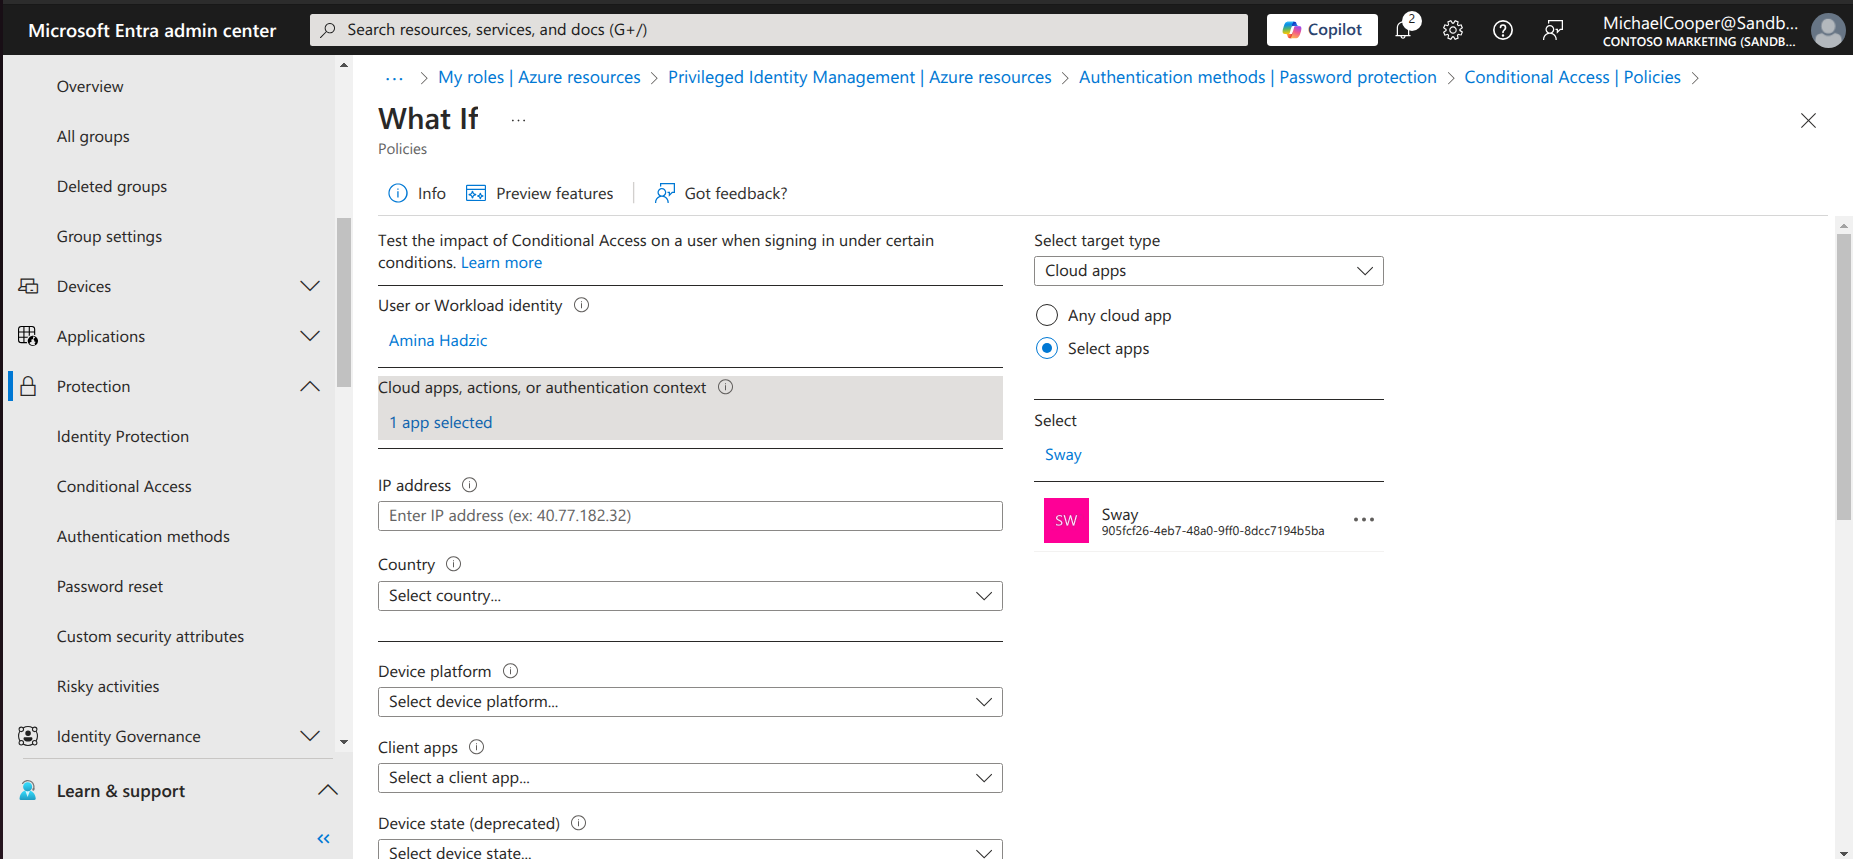 Microsoft Entra admin center
Search resources, services, and docs (G+/)
Copilot
2
MichaelCooper@Sandb...
CONTOSO MARKETING (SANDB...
Overview
All groups
Deleted groups
Group settings
Devices
Applications
Protection
Identity Protection
Conditional Access
Authentication methods
Password reset
Custom security attributes
Risky activities
Identity Governance
Learn & support
... > My roles | Azure resources > Privileged Identity Management | Azure resources > Authentication methods | Password protection > Conditional Access | Policies >
What If ...
Policies
Info
Preview features
Got feedback?
Test the impact of Conditional Access on a user when signing in under certain
conditions. Learn more
User or Workload identity
Amina Hadzic
Cloud apps, actions, or authentication context
1 app selected
IP address
Enter IP address (ex: 40.77.182.32)
Country
Select country...
Device platform
Select device platform...
Client apps
Select a client app...
Device state (deprecated)
Select device state...
Select target type
Cloud apps
Any cloud app
Select apps
Select
Sway
SW
Sway
905fcf26-4eb7-48a0-9ff0-8dcc7194b5ba